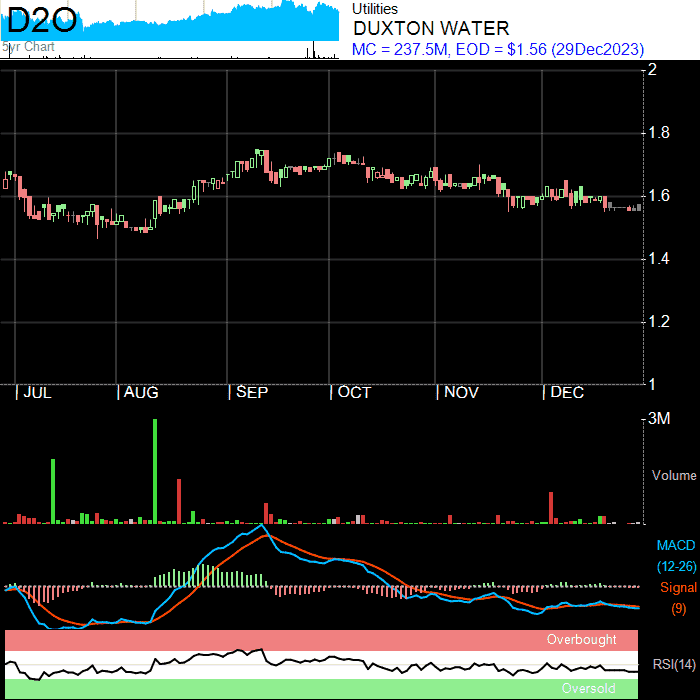 D2O
5yr Chart
Utilities
DUXTON WATER
MC = 237.5M, EOD = $1.56 (29Dec2023)
2
1.8
1.6
1.4
1.2
1
JUL AUG SEP OCT NOV DEC
3M
Volume
MACD
(12-26)
Signal
(9)
Overbought
RSI(14)
Oversold